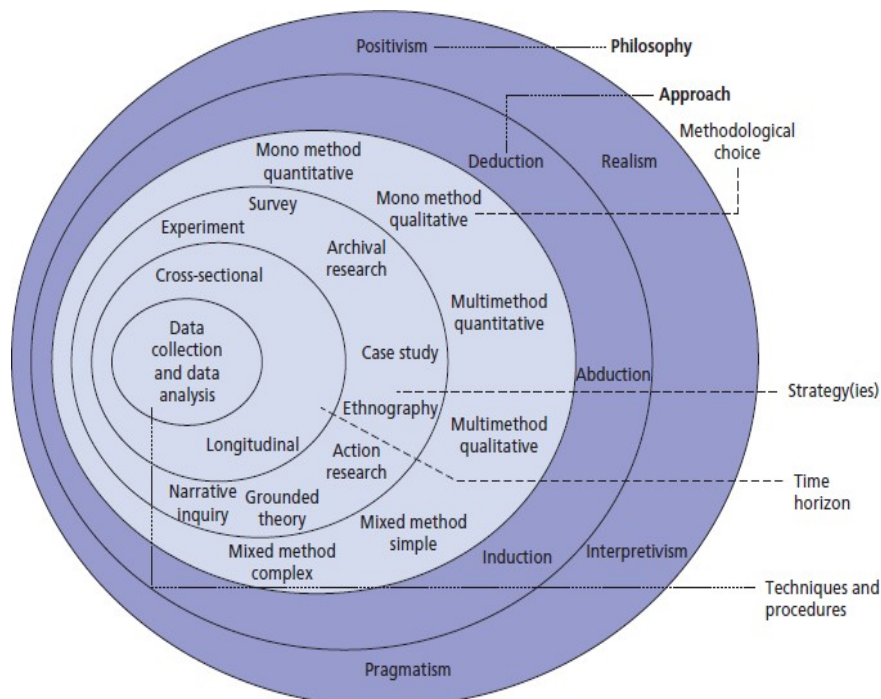 Positivism
Philosophy
Approach
Methodological
choice
Mono method
quantitative
Deduction
Realism
Mono method
qualitative
Survey
Experiment
Archival
research
Cross-sectional
Multimethod
quantitative
Data
collection
and data
analysis
Case study
Abduction
Strategy(ies)
Ethnography
Multimethod
qualitative
Longitudinal
Action
research
Time
horizon
Narrative
inquiry
Grounded
theory
Mixed method
simple
Mixed method
complex
Induction
Interpretivism
Techniques and
procedures
Pragmatism